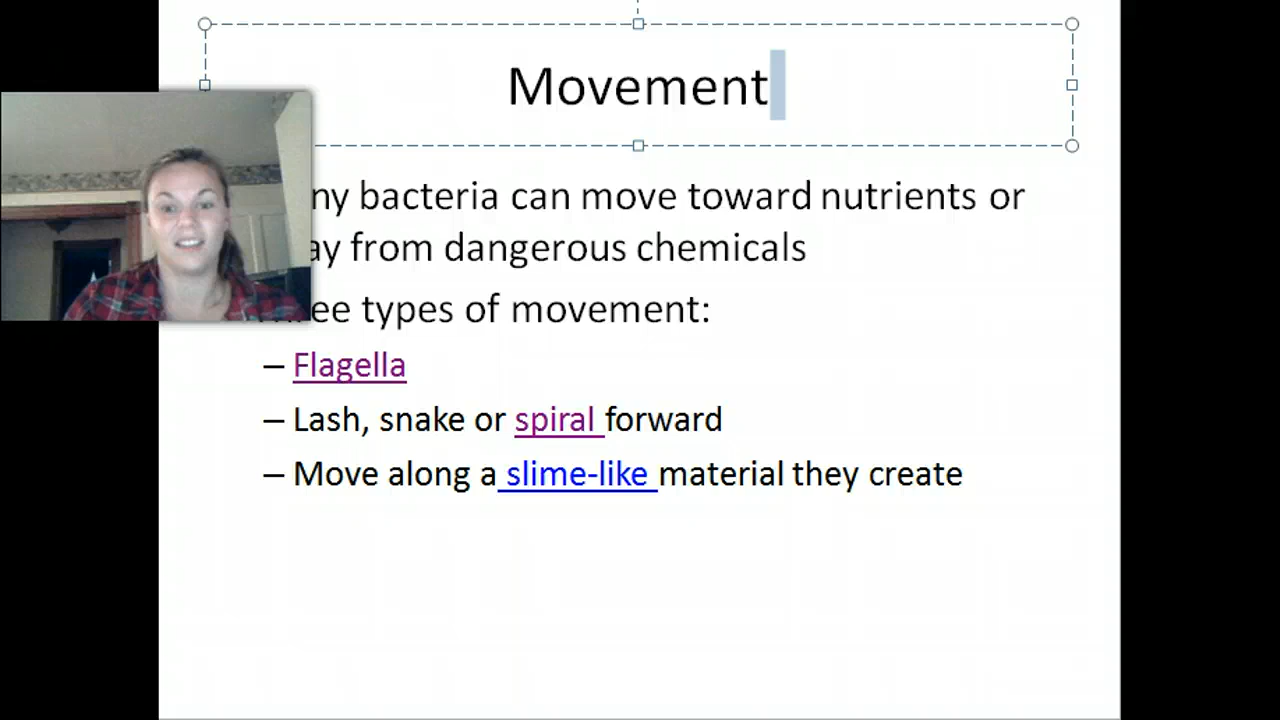 Movement
ny bacteria can move toward nutrients or
ay from dangerous chemicals
ree types of movement:
– Flagella
– Lash, snake or spiral forward
– Move along a slime-like material they create